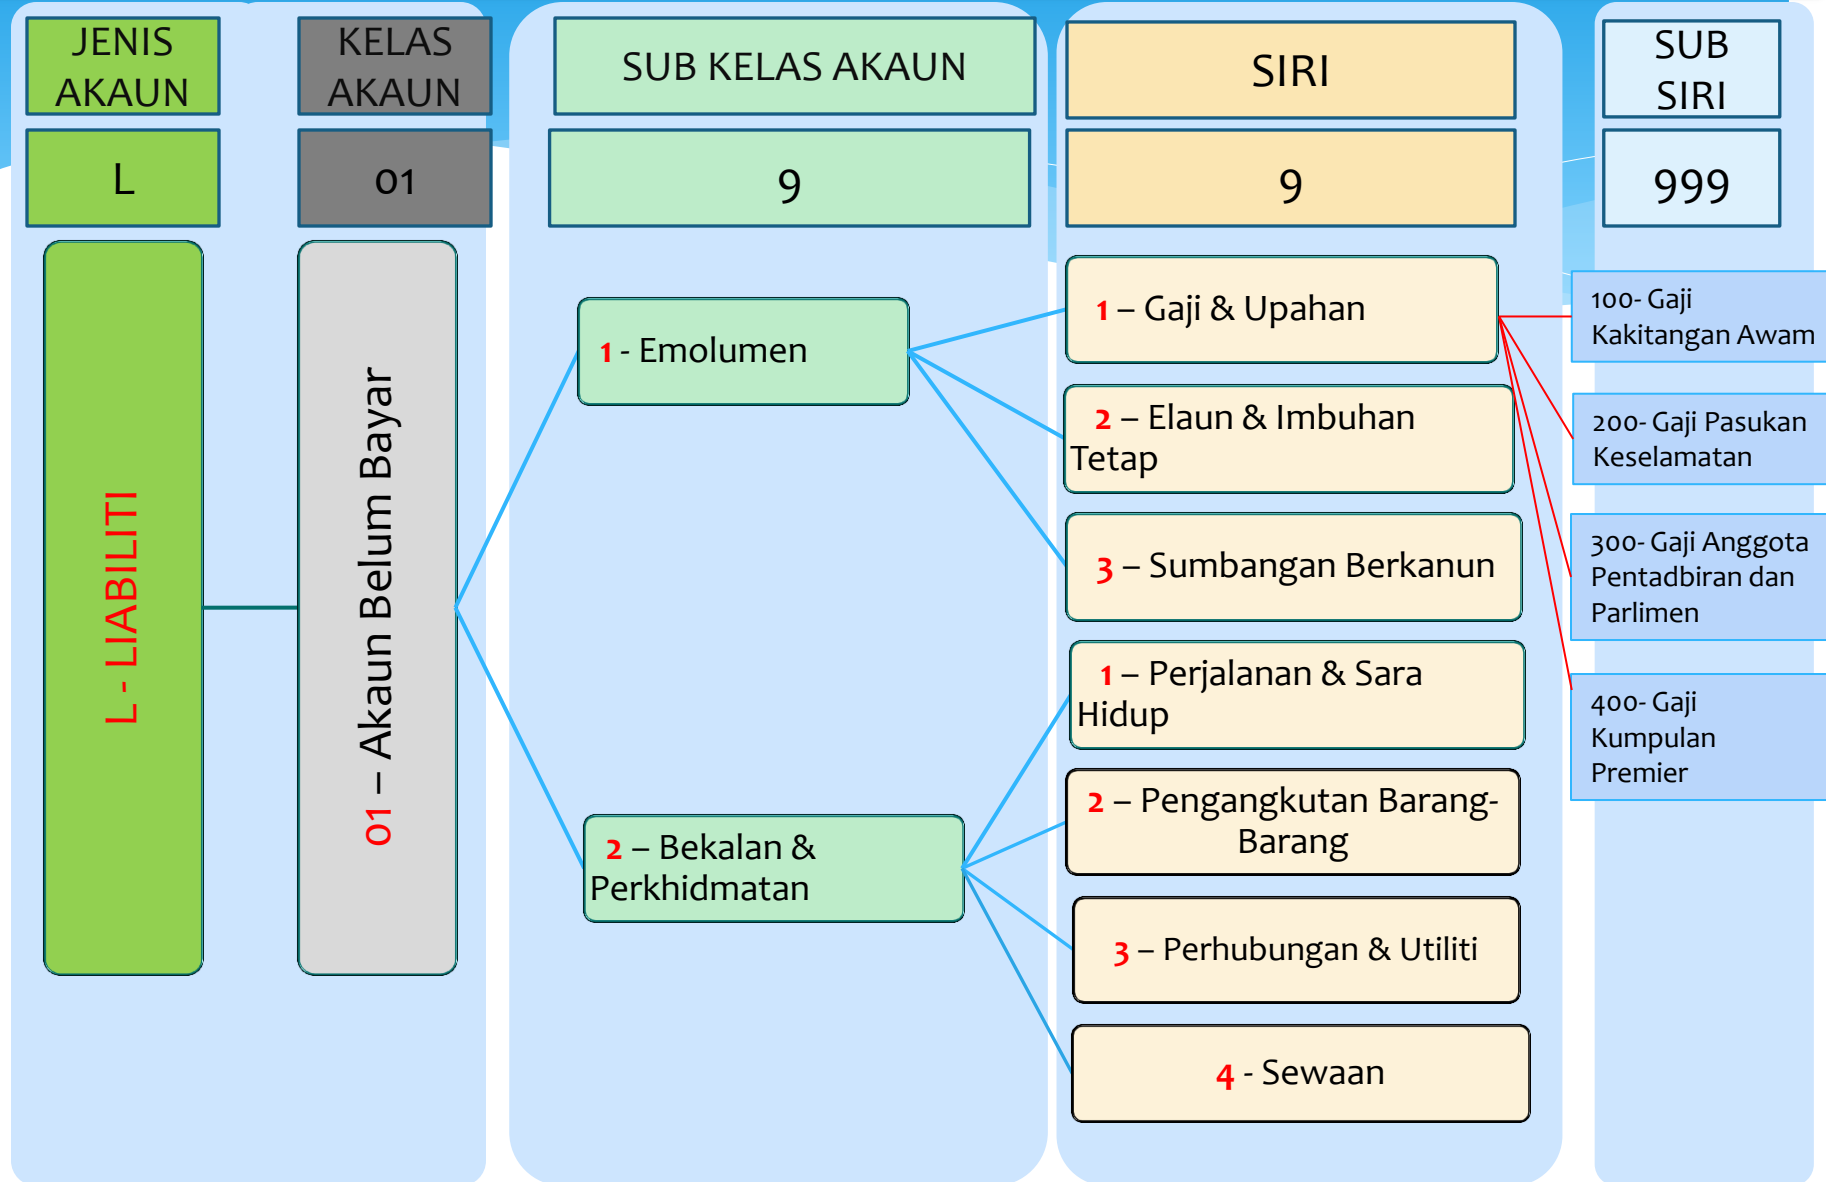 JENIS
AKAUN
KELAS
AKAUN
SUB KELAS AKAUN
SIRI
SUB
SIRI
L
01
9
9
999
L - LIABILITI
01 – Akaun Belum Bayar
1 - Emolumen
2 – Bekalan &
Perkhidmatan
1 – Gaji & Upahan
2 – Elaun & Imbuhan
Tetap
3 – Sumbangan Berkanun
1 – Perjalanan & Sara
Hidup
2 – Pengangkutan Barang-
Barang
3 – Perhubungan & Utiliti
4 - Sewaan
100- Gaji
Kakitangan Awam
200- Gaji Pasukan
Keselamatan
300- Gaji Anggota
Pentadbiran dan
Parlimen
400- Gaji
Kumpulan
Premier